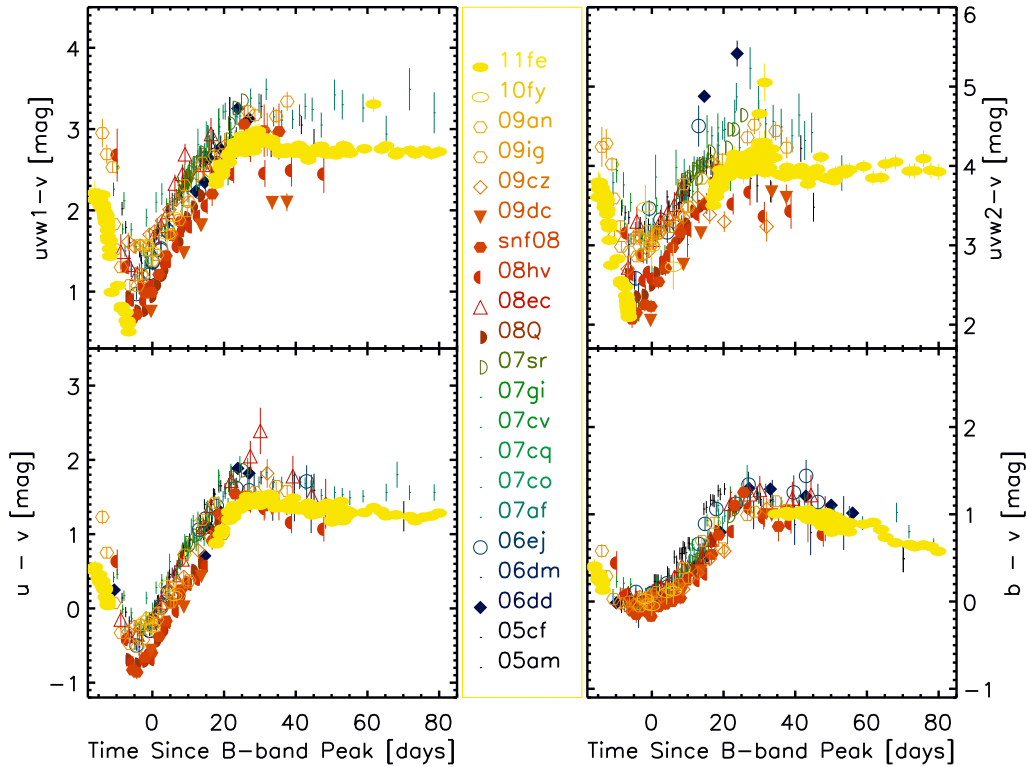 4
3
2
1
uvw1-v [mag]
3
2
1
0
-1
u - v [mag]
0 20 40 60 80
Time Since B-band Peak [days]
11fe
10fy
09an
09ig
09cz
09dc
snf08
08hv
08ec
08Q
07sr
07gi
07cv
07cq
07co
07af
06ej
06dm
06dd
05cf
05am
6
5
4
3
2
uvw2-v [mag]
2
1
0
-1
b - v [mag]
0 20 40 60 80
Time Since B-band Peak [days]